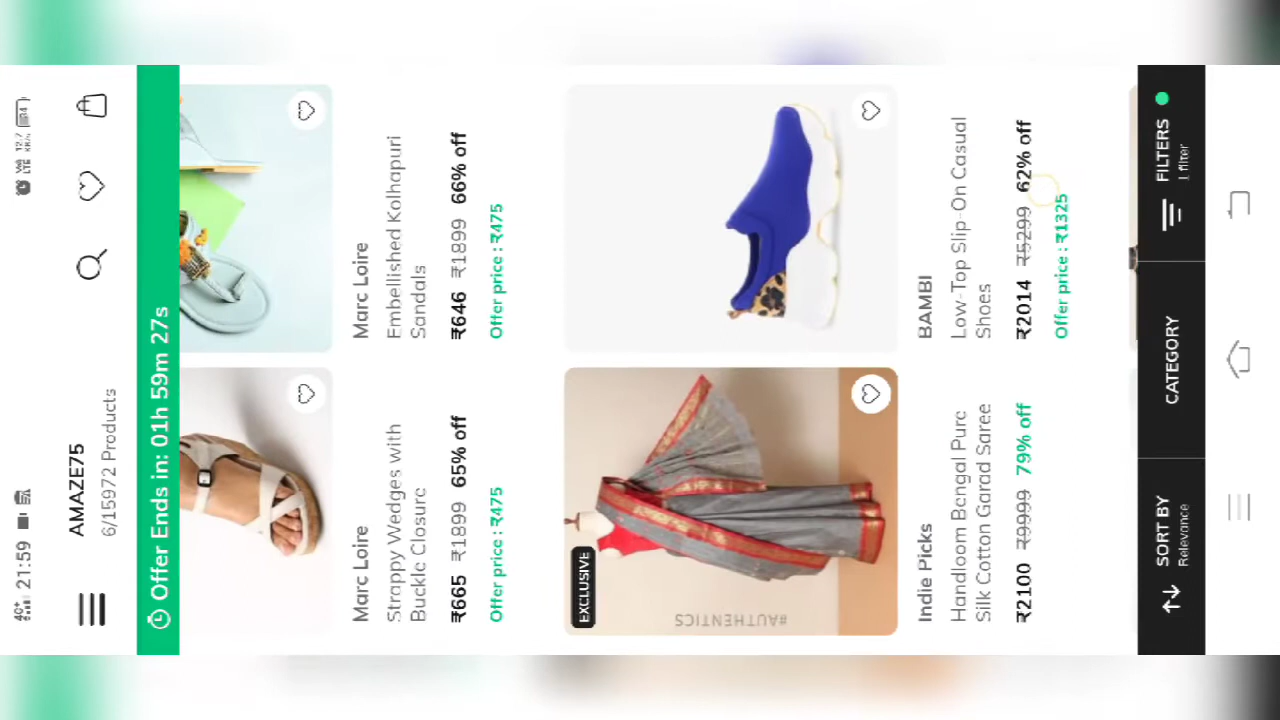 21:59
AMAZE75
6/15972 Products
Offer Ends in: 01h 59m 27s
Marc Loire
Strappy Wedges with
Buckle Closure
₹665 ₹1899 65% off
Offer price : ₹475
Marc Loire
Embellished Kolhapuri
Sandals
₹646 ₹1899 66% off
Offer price : ₹475
EXCLUSIVE
#AUTHENTICS
Indie Picks
Handloom Bengal Pure
Silk Cotton Garad Saree
₹2100 ₹9999 79% off
BAMBI
Low-Top Slip-On Casual
Shoes
₹2014 ₹5299 62% off
Offer price : ₹1325
SORT BY
Relevance
CATEGORY
FILTERS
1 filter